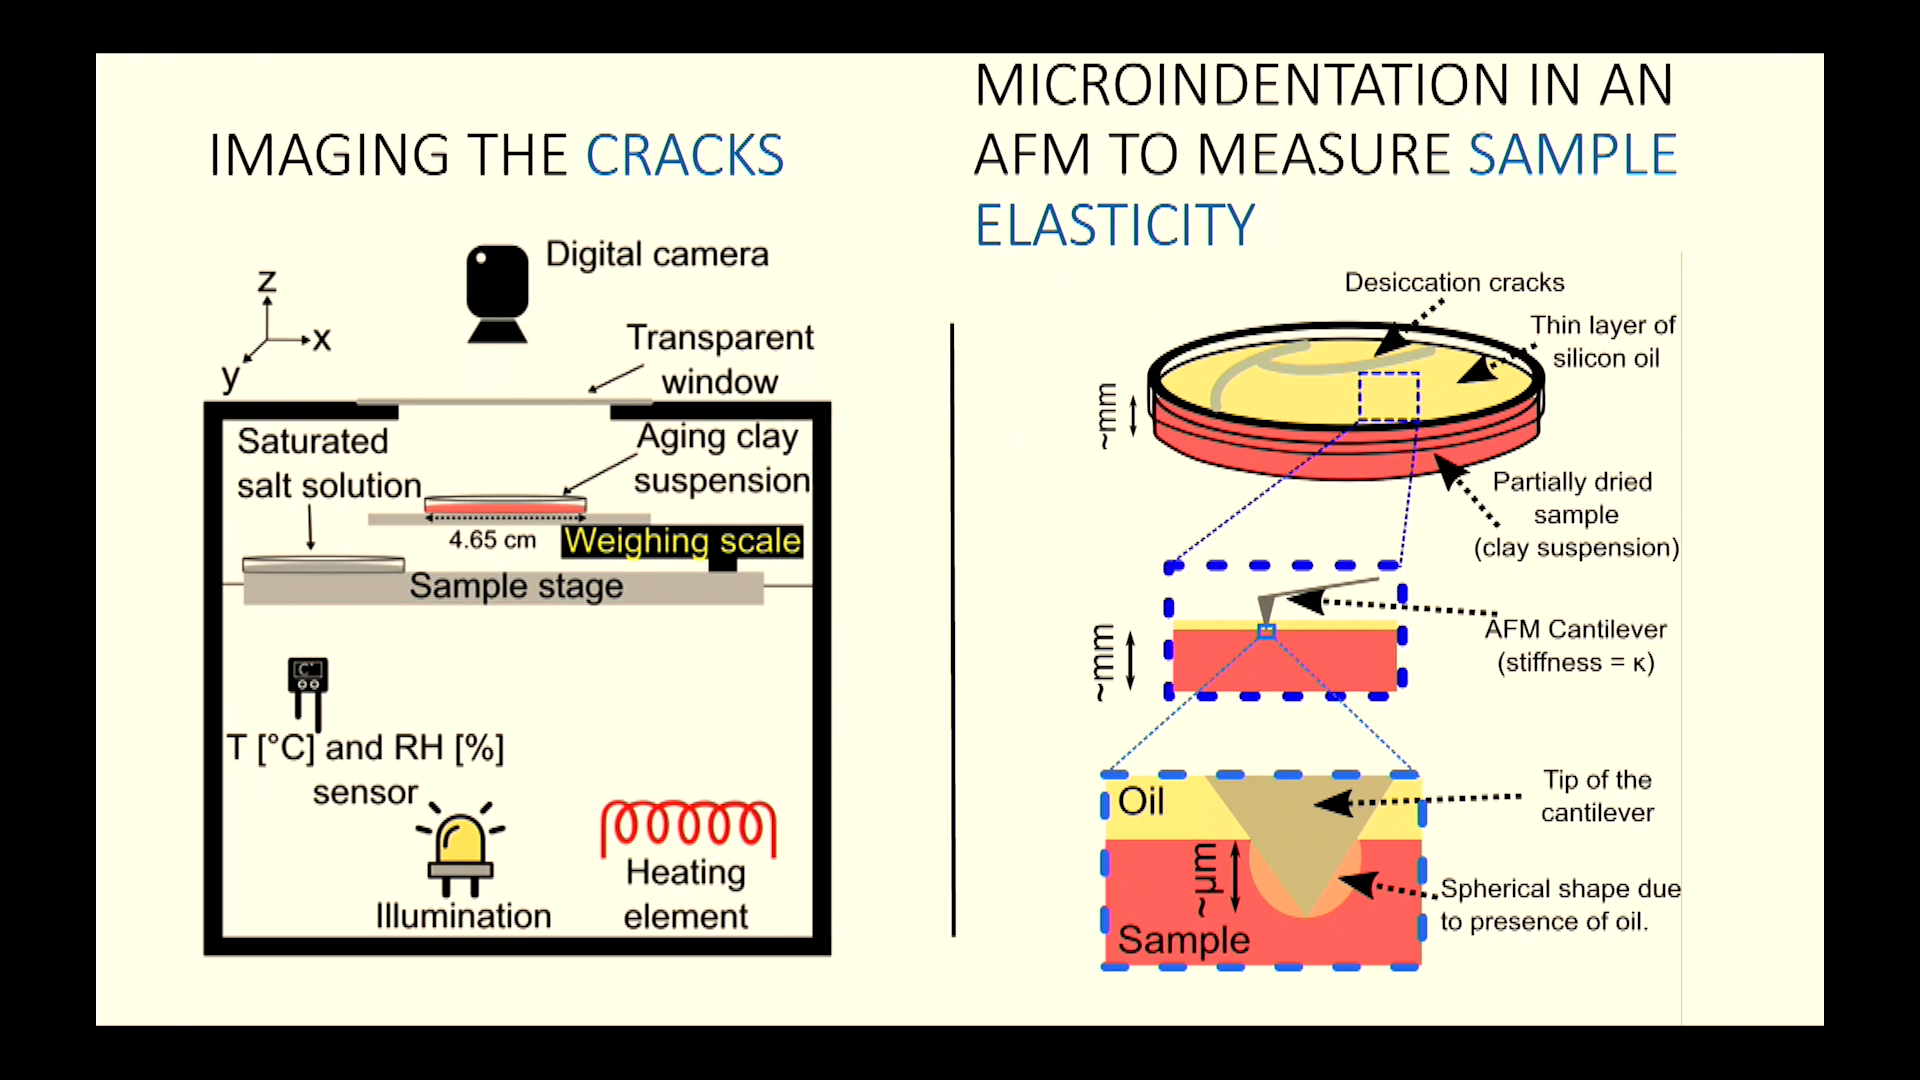 IMAGING THE CRACKS
Digital camera
z
x
y
Transparent
window
Saturated
salt solution
Aging clay
suspension
4.65 cm
Weighing scale
Sample stage
C°
T [°C] and RH [%]
sensor
Illumination
Heating
element
MICROINDENTATION IN AN
AFM TO MEASURE SAMPLE
ELASTICITY
Desiccation cracks
Thin layer of
silicon oil
~mm
Partially dried
sample
(clay suspension)
~mm
AFM Cantilever
(stiffness = κ)
Oil
Tip of the
cantilever
~μm
Spherical shape due
to presence of oil.
Sample